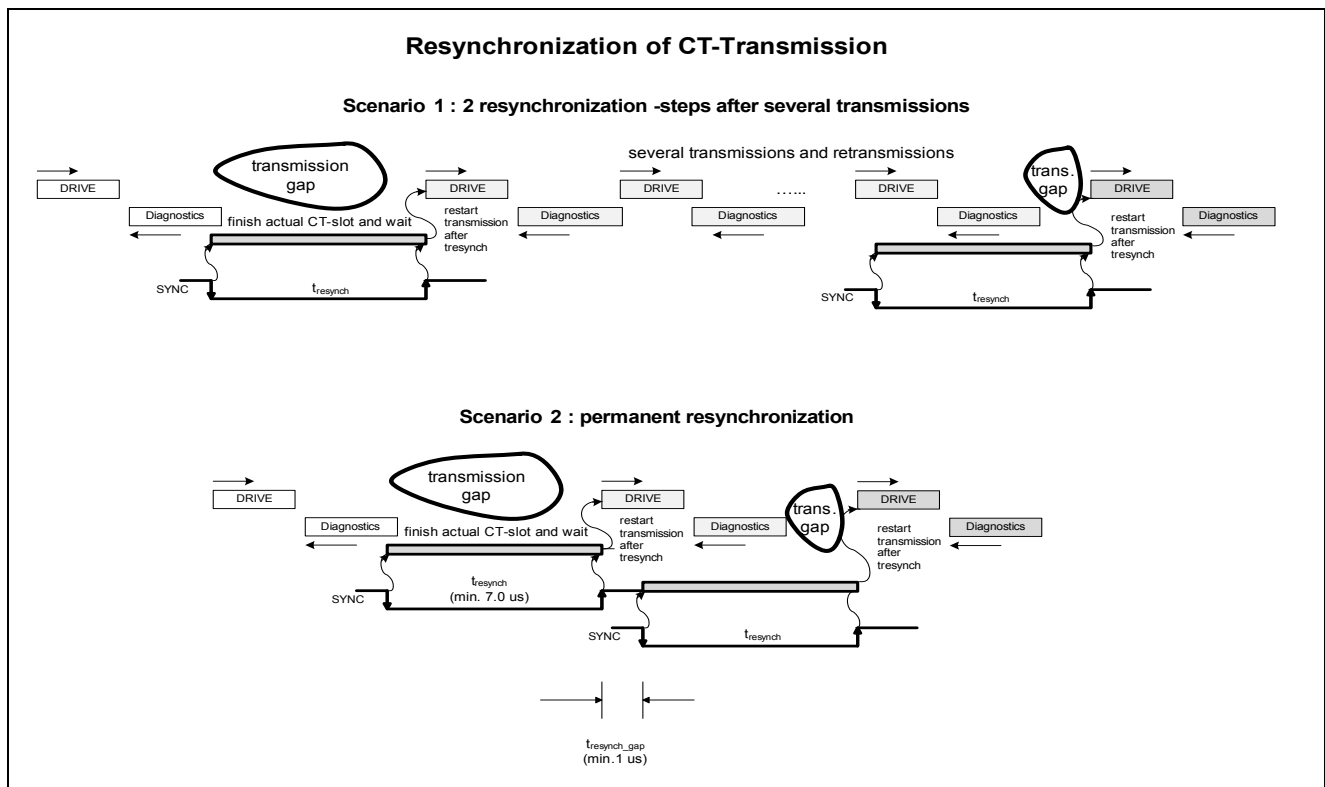 Resynchronization of CT-Transmission
Scenario 1 : 2 resynchronization -steps after several transmissions
transmission
gap
several transmissions and retransmissions
trans.
gap
DRIVE
DRIVE
DRIVE
…...
DRIVE
DRIVE
Diagnostics
finish actual CT-slot and wait
restart
transmission
after
tresynch
Diagnostics
Diagnostics
Diagnostics
restart
transmission
after
tresynch
Diagnostics
SYNC
tresynch
SYNC
tresynch
Scenario 2 : permanent resynchronization
transmission
gap
trans.
gap
DRIVE
DRIVE
DRIVE
Diagnostics
finish actual CT-slot and wait
restart
transmission
after
tresynch
Diagnostics
restart
transmission
after
tresynch
Diagnostics
SYNC
tresynch
(min. 7.0 us)
SYNC
tresynch
tresynch_gap
(min.1 us)